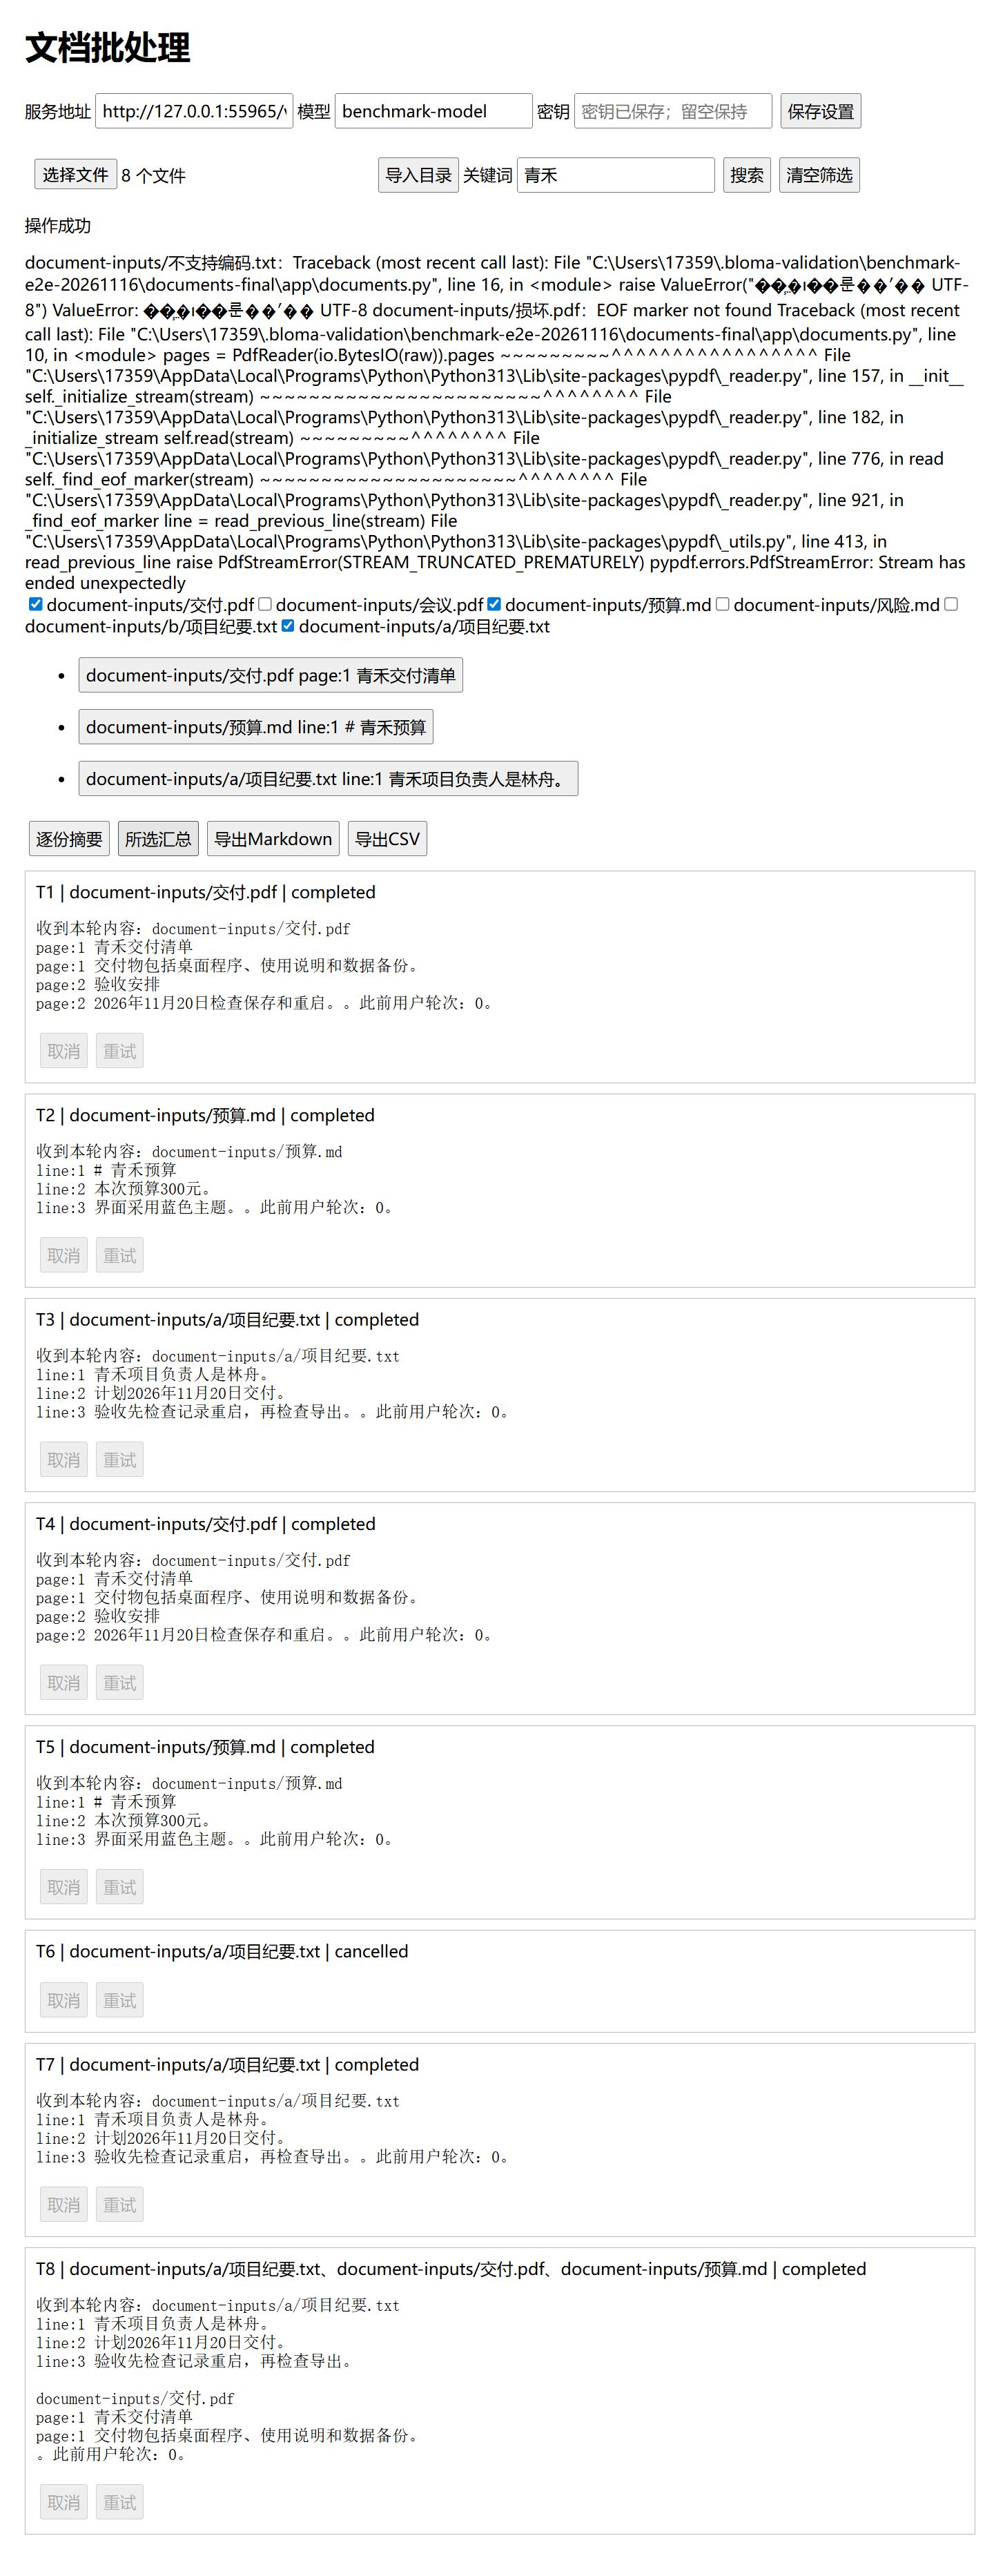 文档批处理
服务地址 http://127.0.0.1:55965/ 模型 benchmark-model 密钥 密钥已保存；留空保持 保存设置
选择文件 8 个文件 导入目录 关键词 青禾 搜索 清空筛选
操作成功
document-inputs/不支持编码.txt：Traceback (most recent call last): File "C:\Users\17359\.bloma-validation\benchmark-
e2e-20261116\documents-final\app\documents.py", line 16, in <module> raise ValueError(" UTF-
8") ValueError: UTF-8 document-inputs/损坏.pdf：EOF marker not found Traceback (most recent
call last): File "C:\Users\17359\.bloma-validation\benchmark-e2e-20261116\documents-final\app\documents.py", line
10, in <module> pages = PdfReader(io.BytesIO(raw)).pages ~~~~~~~~~^^^^^^^^^^^^^^^^^ File
"C:\Users\17359\AppData\Local\Programs\Python\Python313\Lib\site-packages\pypdf\_reader.py", line 157, in __init__
self._initialize_stream(stream) ~~~~~~~~~~~~~~~~~~~~~~~^^^^^^^^ File
"C:\Users\17359\AppData\Local\Programs\Python\Python313\Lib\site-packages\pypdf\_reader.py", line 182, in
_initialize_stream self.read(stream) ~~~~~~~~~^^^^^^^^ File
"C:\Users\17359\AppData\Local\Programs\Python\Python313\Lib\site-packages\pypdf\_reader.py", line 776, in read
self._find_eof_marker(stream) ~~~~~~~~~~~~~~~~~~~~~^^^^^^^^ File
"C:\Users\17359\AppData\Local\Programs\Python\Python313\Lib\site-packages\pypdf\_reader.py", line 921, in
_find_eof_marker line = read_previous_line(stream) File
"C:\Users\17359\AppData\Local\Programs\Python\Python313\Lib\site-packages\pypdf\_utils.py", line 413, in
read_previous_line raise PdfStreamError(STREAM_TRUNCATED_PREMATURELY) pypdf.errors.PdfStreamError: Stream has
ended unexpectedly
document-inputs/交付.pdf document-inputs/会议.pdf document-inputs/预算.md document-inputs/风险.md
document-inputs/b/项目纪要.txt document-inputs/a/项目纪要.txt
document-inputs/交付.pdf page:1 青禾交付清单
document-inputs/预算.md line:1 # 青禾预算
document-inputs/a/项目纪要.txt line:1 青禾项目负责人是林舟。
逐份摘要 所选汇总 导出Markdown 导出CSV
T1 | document-inputs/交付.pdf | completed
收到本轮内容：document-inputs/交付.pdf
page:1 青禾交付清单
page:1 交付物包括桌面程序、使用说明和数据备份。
page:2 验收安排
page:2 2026年11月20日检查保存和重启。。此前用户轮次：0。
取消 重试
T2 | document-inputs/预算.md | completed
收到本轮内容：document-inputs/预算.md
line:1 # 青禾预算
line:2 本次预算300元。
line:3 界面采用蓝色主题。。此前用户轮次：0。
取消 重试
T3 | document-inputs/a/项目纪要.txt | completed
收到本轮内容：document-inputs/a/项目纪要.txt
line:1 青禾项目负责人是林舟。
line:2 计划2026年11月20日交付。
line:3 验收先检查记录重启，再检查导出。。此前用户轮次：0。
取消 重试
T4 | document-inputs/交付.pdf | completed
收到本轮内容：document-inputs/交付.pdf
page:1 青禾交付清单
page:1 交付物包括桌面程序、使用说明和数据备份。
page:2 验收安排
page:2 2026年11月20日检查保存和重启。。此前用户轮次：0。
取消 重试
T5 | document-inputs/预算.md | completed
收到本轮内容：document-inputs/预算.md
line:1 # 青禾预算
line:2 本次预算300元。
line:3 界面采用蓝色主题。。此前用户轮次：0。
取消 重试
T6 | document-inputs/a/项目纪要.txt | cancelled
取消 重试
T7 | document-inputs/a/项目纪要.txt | completed
收到本轮内容：document-inputs/a/项目纪要.txt
line:1 青禾项目负责人是林舟。
line:2 计划2026年11月20日交付。
line:3 验收先检查记录重启，再检查导出。。此前用户轮次：0。
取消 重试
T8 | document-inputs/a/项目纪要.txt、document-inputs/交付.pdf、document-inputs/预算.md | completed
收到本轮内容：document-inputs/a/项目纪要.txt
line:1 青禾项目负责人是林舟。
line:2 计划2026年11月20日交付。
line:3 验收先检查记录重启，再检查导出。
document-inputs/交付.pdf
page:1 青禾交付清单
page:1 交付物包括桌面程序、使用说明和数据备份。
。此前用户轮次：0。
取消 重试